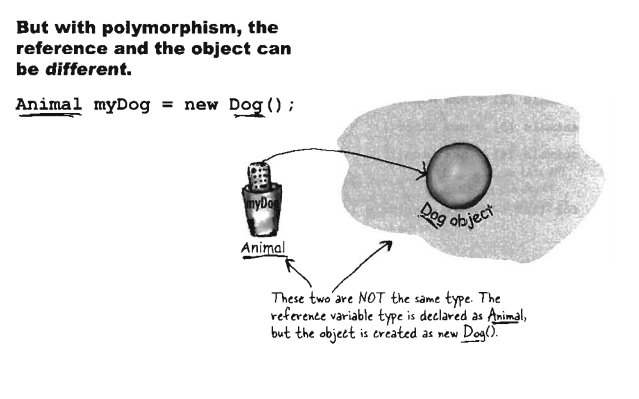 But with polymorphism, the
reference and the object can
be different.
Animal myDog = new Dog();
myDog
Dog object
Animal
These two are NOT the same type. The
reference variable type is declared as Animal,
but the object is created as new Dog().